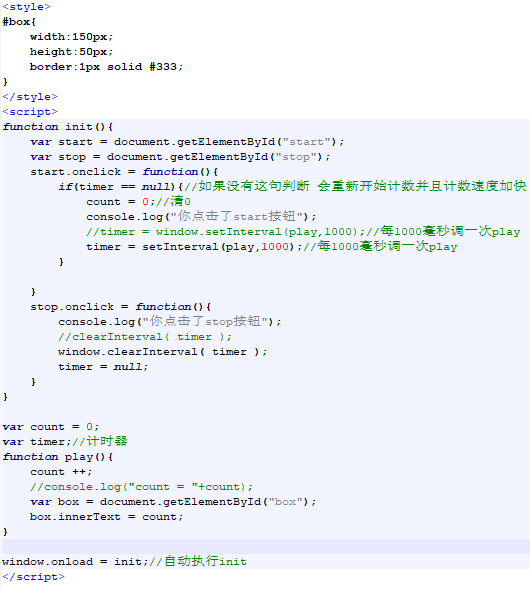 <style>
#box{
    width:150px;
    height:50px;
    border:1px solid #333;
}
</style>
<script>
function init(){
    var start = document.getElementById("start");
    var stop = document.getElementById("stop");
    start.onclick = function(){
        if(timer == null){//如果没有这句判断 会重新开始计数并且计数速度加快
            count = 0;//清0
            console.log("你点击了start按钮");
            //timer = window.setInterval(play,1000);//每1000毫秒调一次play
            timer = setInterval(play,1000);//每1000毫秒调一次play
        }

    }
    stop.onclick = function(){
        console.log("你点击了stop按钮");
        //clearInterval( timer );
        window.clearInterval( timer );
        timer = null;
    }
}

var count = 0;
var timer;//计时器
function play(){
    count ++;
    //console.log("count = "+count);
    var box = document.getElementById("box");
    box.innerText = count;
}

window.onload = init;//自动执行init
</script>